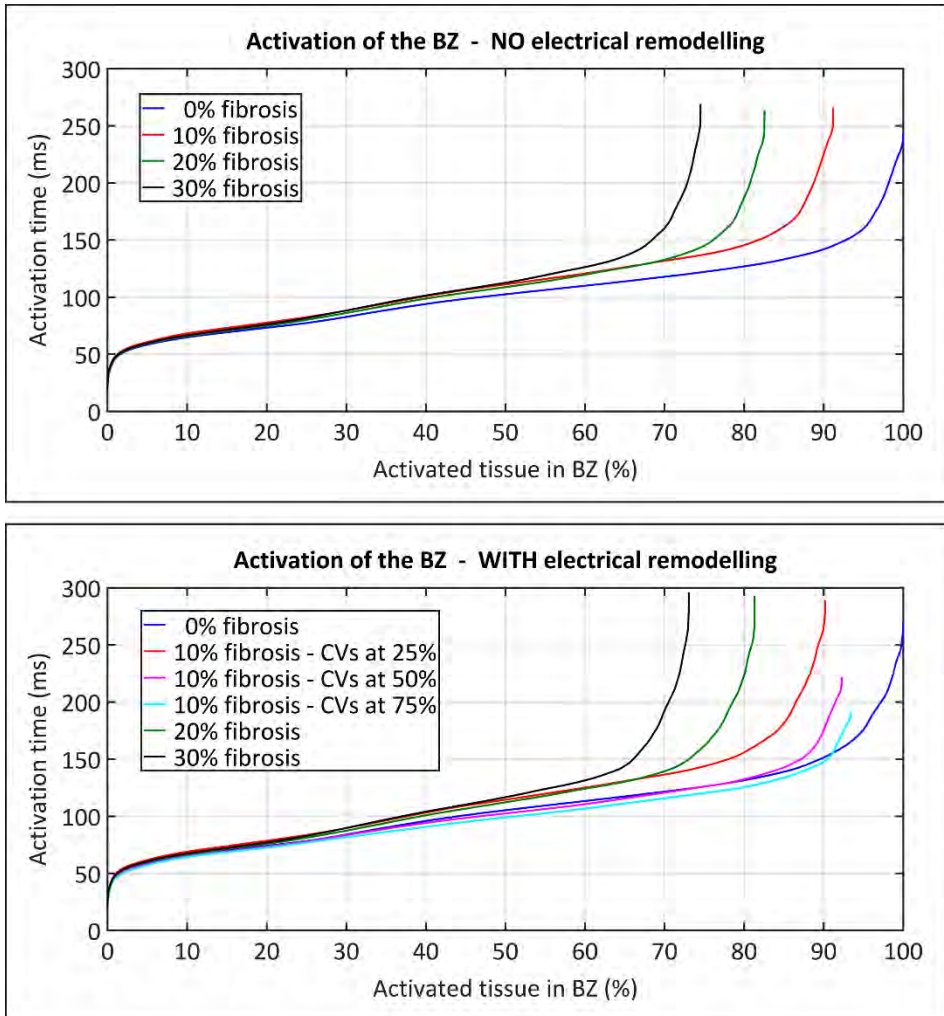 Activation of the BZ - NO electrical remodelling
300
250
200
150
100
50
0
Activation time (ms)
0% fibrosis
10% fibrosis
20% fibrosis
30% fibrosis
0 10 20 30 40 50 60 70 80 90 100
Activated tissue in BZ (%)
Activation of the BZ - WITH electrical remodelling
300
250
200
150
100
50
0
Activation time (ms)
0% fibrosis
10% fibrosis - CVs at 25%
10% fibrosis - CVs at 50%
10% fibrosis - CVs at 75%
20% fibrosis
30% fibrosis
0 10 20 30 40 50 60 70 80 90 100
Activated tissue in BZ (%)